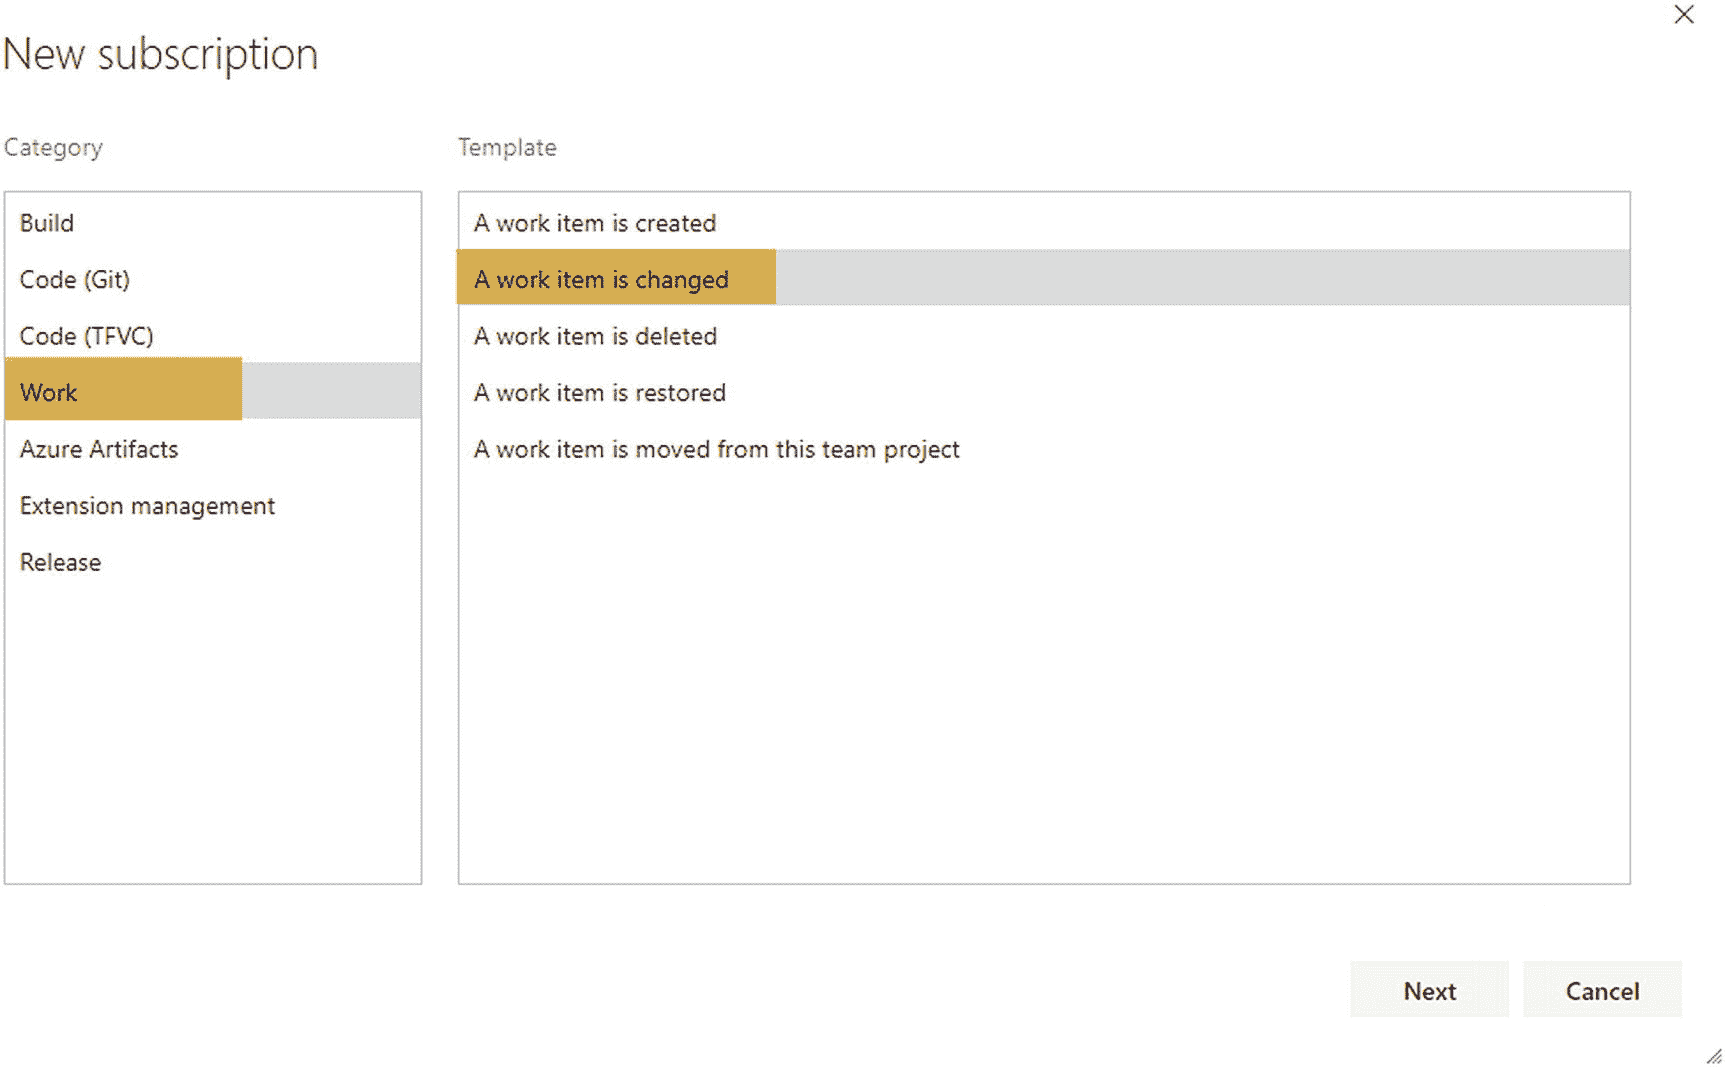 New subscription
Category
Template
Build
Code (Git)
Code (TFVC)
Work
Azure Artifacts
Extension management
Release
A work item is created
A work item is changed
A work item is deleted
A work item is restored
A work item is moved from this team project
Next
Cancel